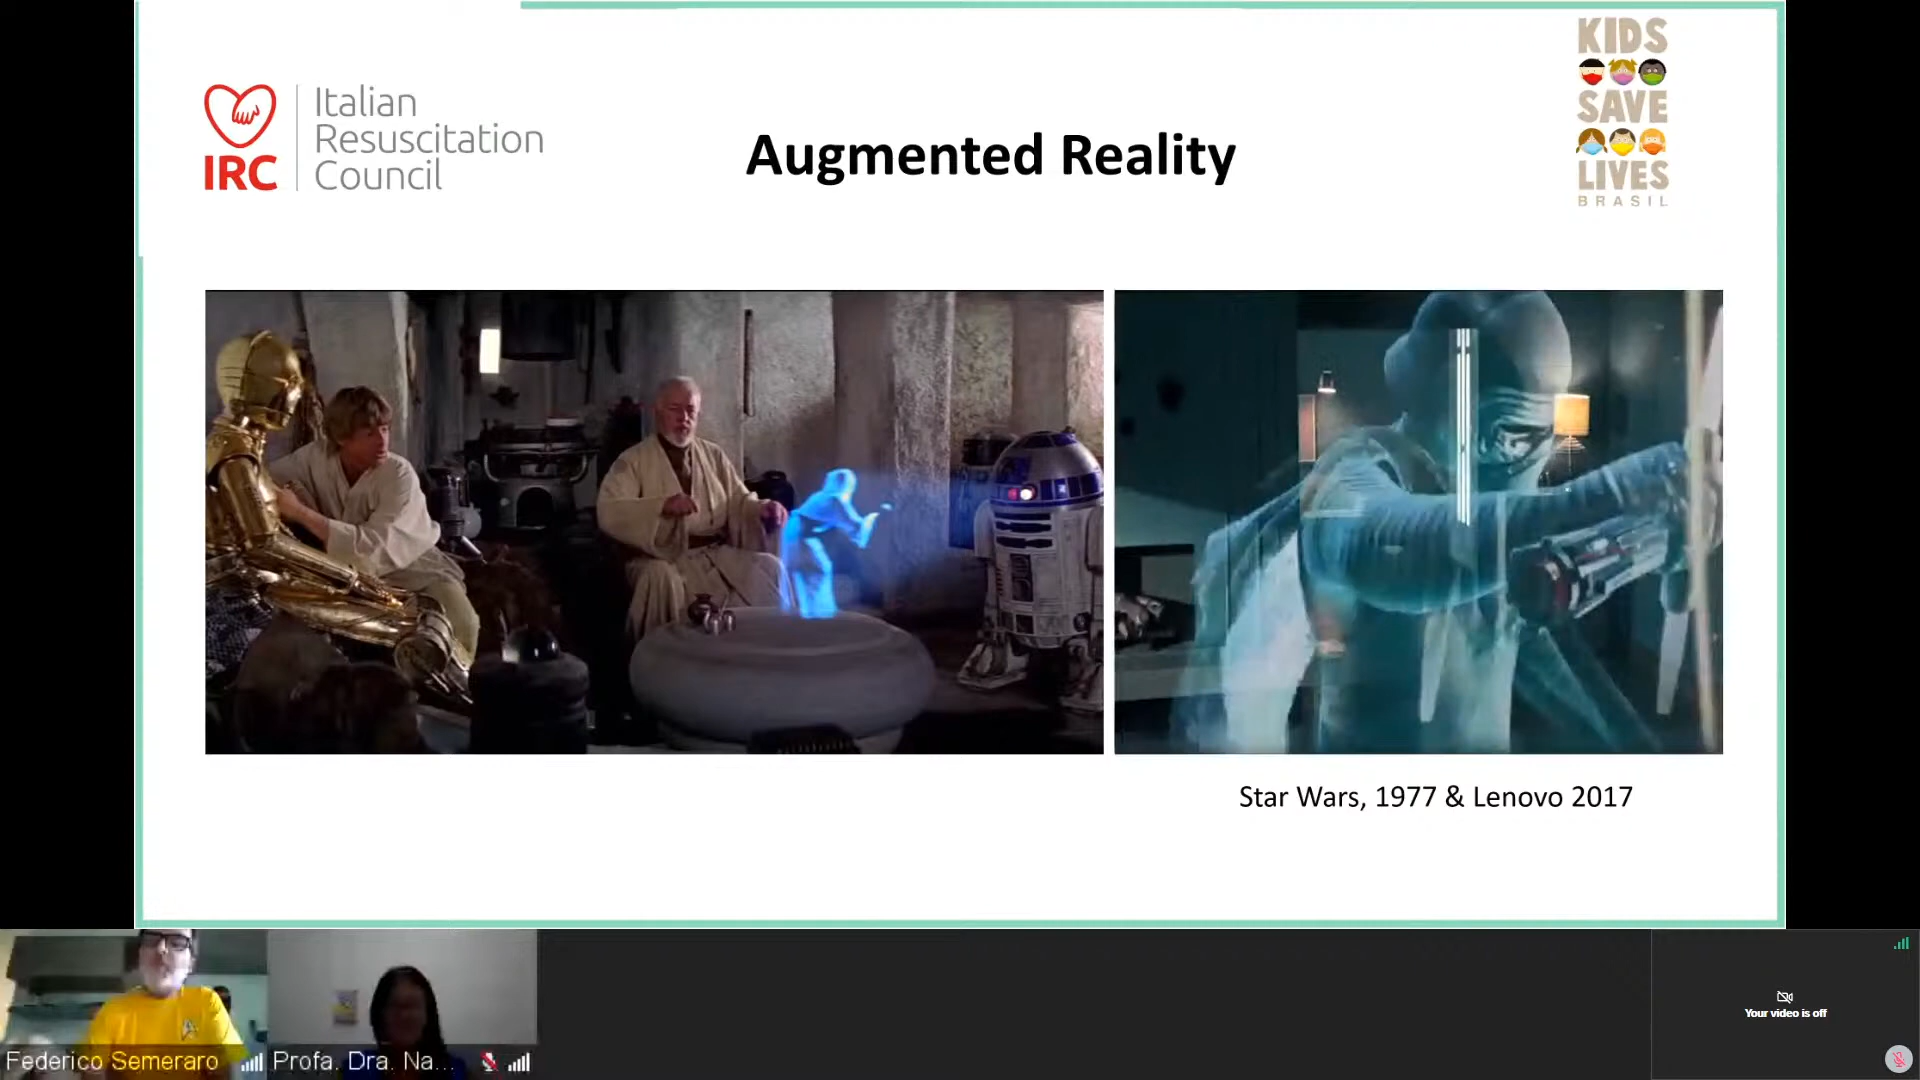 KIDS
SAVE
LIVES
BRASIL
IRC
Italian
Resuscitation
Council
Augmented Reality
Star Wars, 1977 & Lenovo 2017
Federico Semeraro
Profa. Dra. Na...
Your video is off